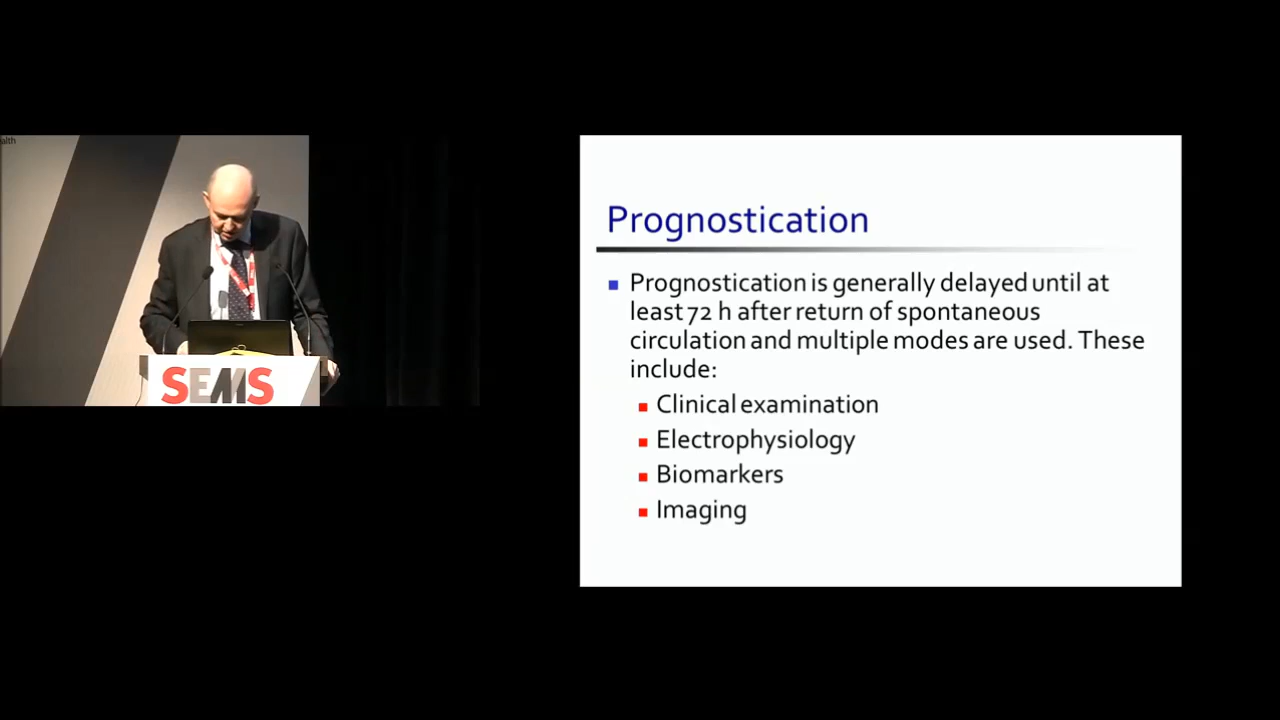 SEMS
Prognostication
Prognostication is generally delayed until at
least 72 h after return of spontaneous
circulation and multiple modes are used. These
include:
Clinical examination
Electrophysiology
Biomarkers
Imaging